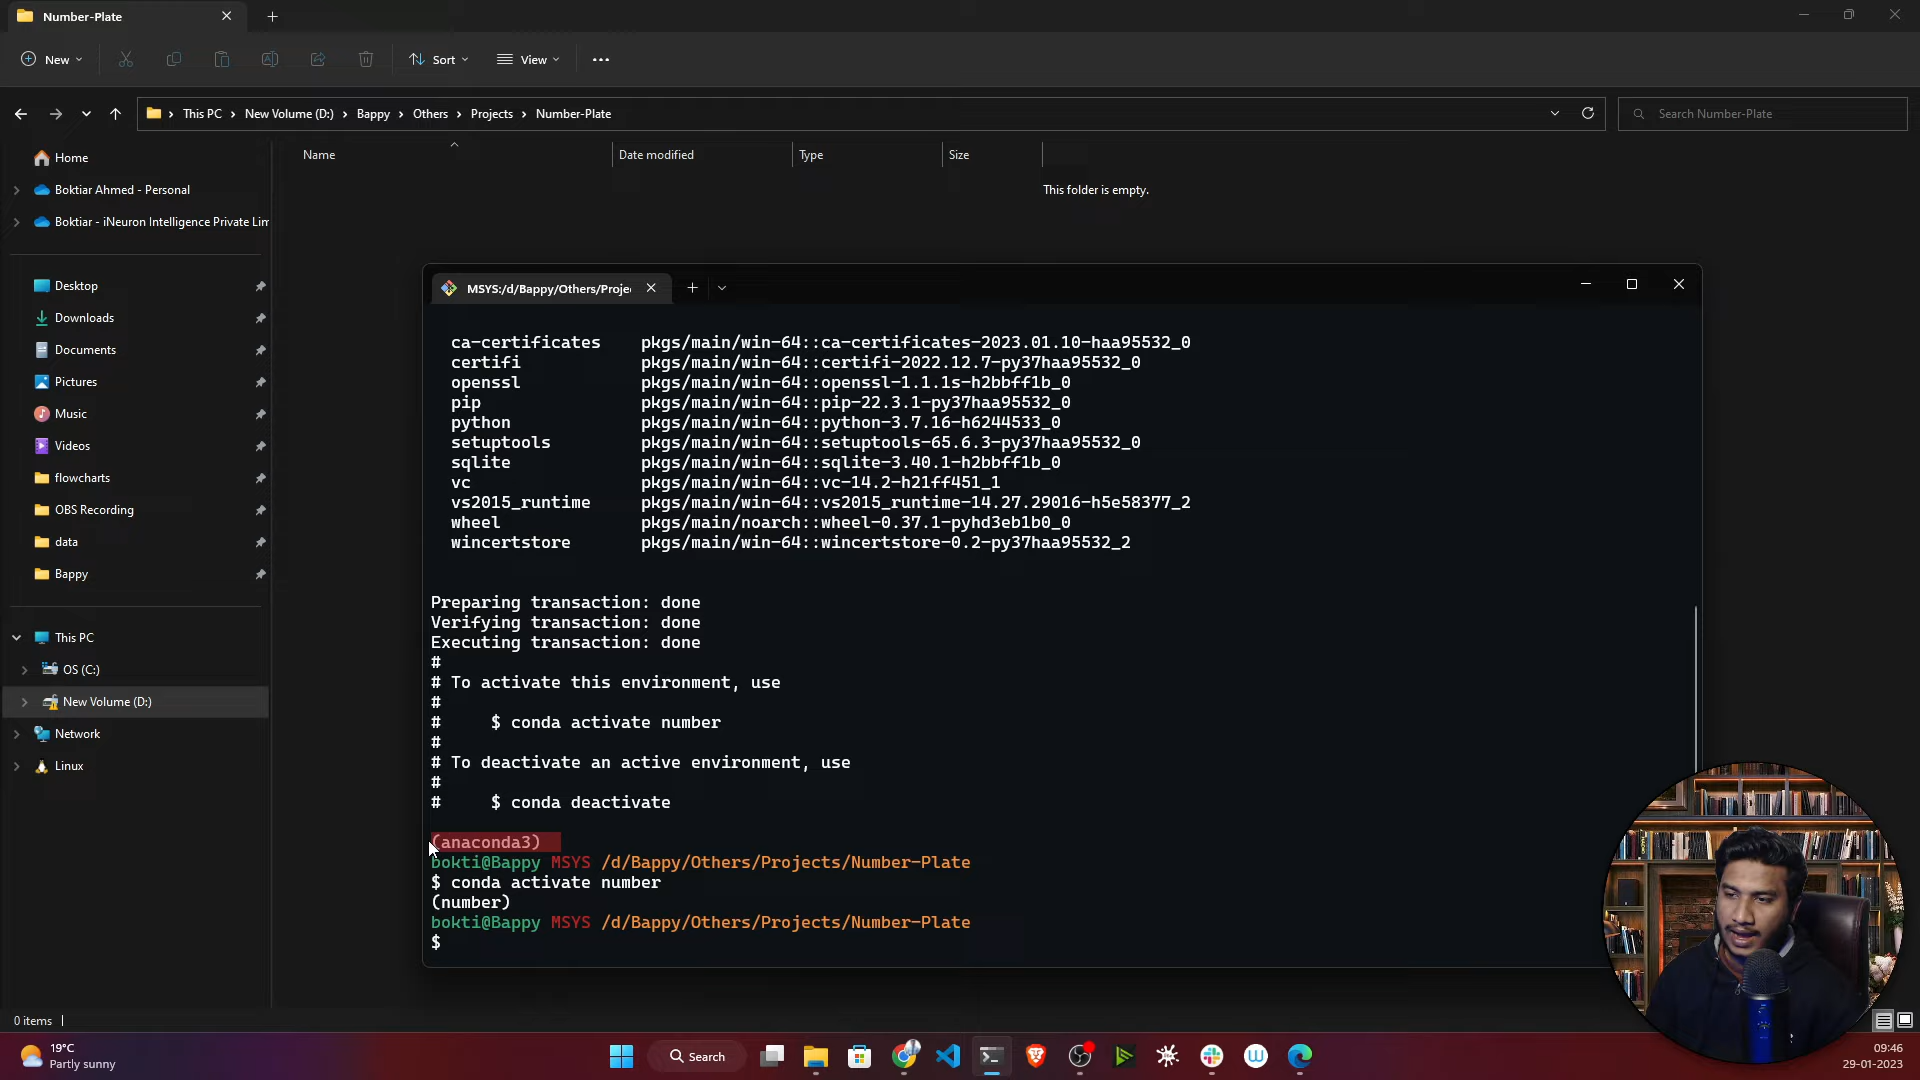 Number-Plate
New
Sort
View
This PC
New Volume (D:)
Bappy
Others
Projects
Number-Plate
Search Number-Plate
Name
Date modified
Type
Size
This folder is empty.
Home
Boktiar Ahmed - Personal
Boktiar - iNeuron Intelligence Private Lim
Desktop
Downloads
Documents
Pictures
Music
Videos
flowcharts
OBS Recording
data
Bappy
This PC
OS (C:)
New Volume (D:)
Network
Linux
MSYS:/d/Bappy/Others/Proje
ca-certificates pkgs/main/win-64::ca-certificates-2023.01.10-haa95532_0
certifi pkgs/main/win-64::certifi-2022.12.7-py37haa95532_0
openssl pkgs/main/win-64::openssl-1.1.1s-h2bbff1b_0
pip pkgs/main/win-64::pip-22.3.1-py37haa95532_0
python pkgs/main/win-64::python-3.7.16-h6244533_0
setuptools pkgs/main/win-64::setuptools-65.6.3-py37haa95532_0
sqlite pkgs/main/win-64::sqlite-3.40.1-h2bbff1b_0
vc pkgs/main/win-64::vc-14.2-h21ff451_1
vs2015_runtime pkgs/main/win-64::vs2015_runtime-14.27.29016-h5e58377_2
wheel pkgs/main/noarch::wheel-0.37.1-pyhd3eb1b0_0
wincertstore pkgs/main/win-64::wincertstore-0.2-py37haa95532_2
Preparing transaction: done
Verifying transaction: done
Executing transaction: done
#
# To activate this environment, use
#
# $ conda activate number
#
# To deactivate an active environment, use
#
# $ conda deactivate
(anaconda3)
bokti@Bappy MSYS /d/Bappy/Others/Projects/Number-Plate
$ conda activate number
(number)
bokti@Bappy MSYS /d/Bappy/Others/Projects/Number-Plate
$
0 items
19°C
Partly sunny
Search
09:46
29-01-2023